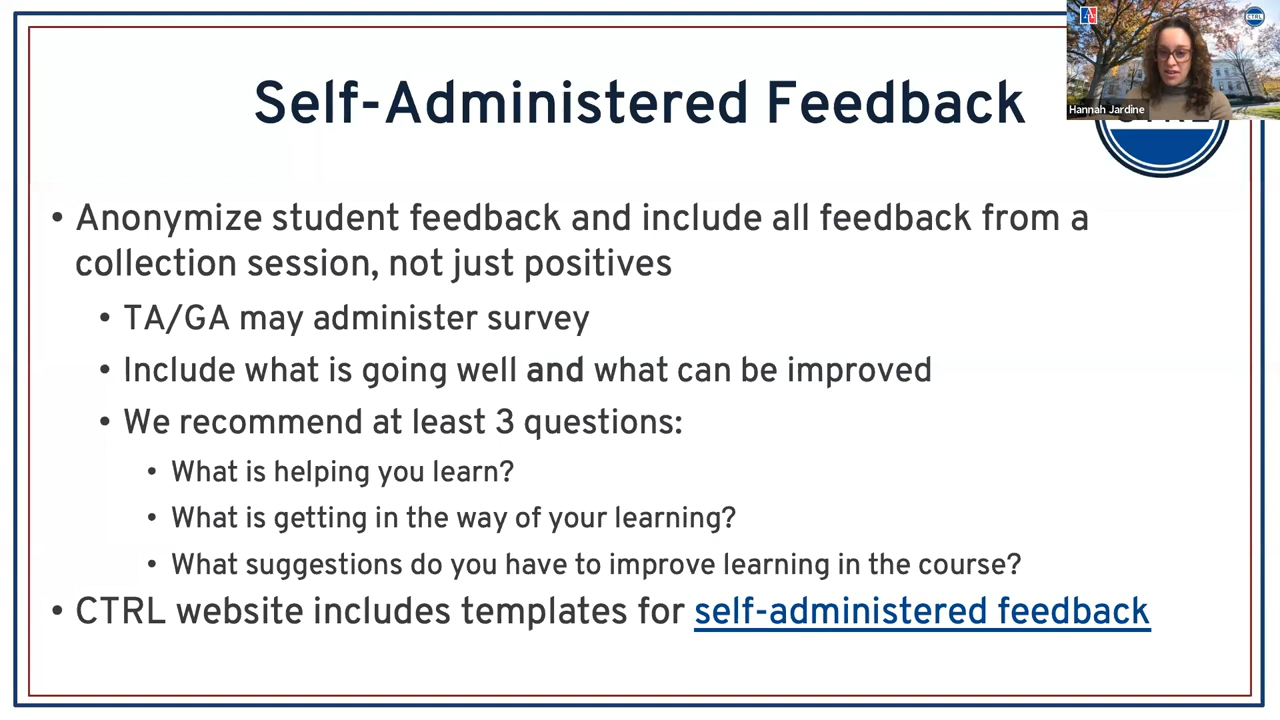 Self-Administered Feedback
Hannah Jardine
CTRL
• Anonymize student feedback and include all feedback from a
collection session, not just positives
• TA/GA may administer survey
• Include what is going well and what can be improved
• We recommend at least 3 questions:
• What is helping you learn?
• What is getting in the way of your learning?
• What suggestions do you have to improve learning in the course?
• CTRL website includes templates for self-administered feedback